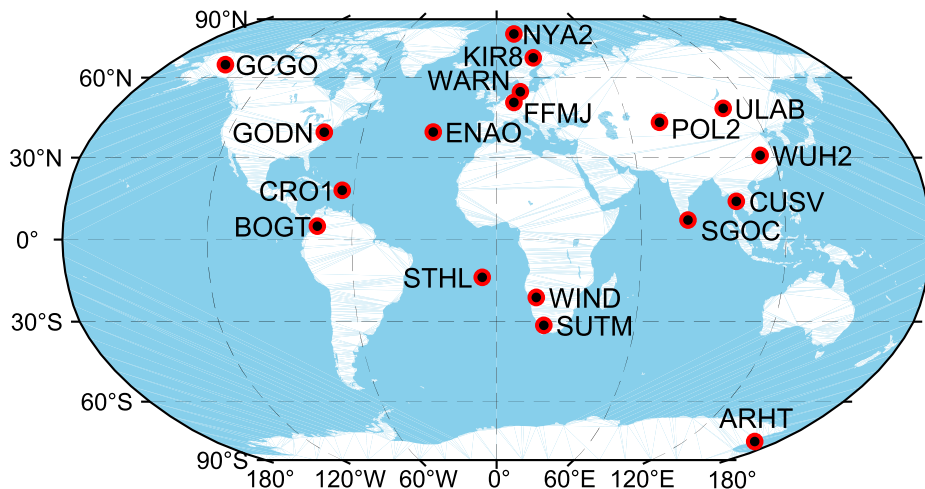 90°N
NYA2
KIR8
GCGO
60°N
WARN
FFMJ
ULAB
POL2
GODN
ENAO
30°N
WUH2
CRO1
CUSV
BOGT
SGOC
0°
STHL
WIND
30°S
SUTM
60°S
ARHT
90°S
180°
120°W
60°W
0°
60°E
120°E
180°